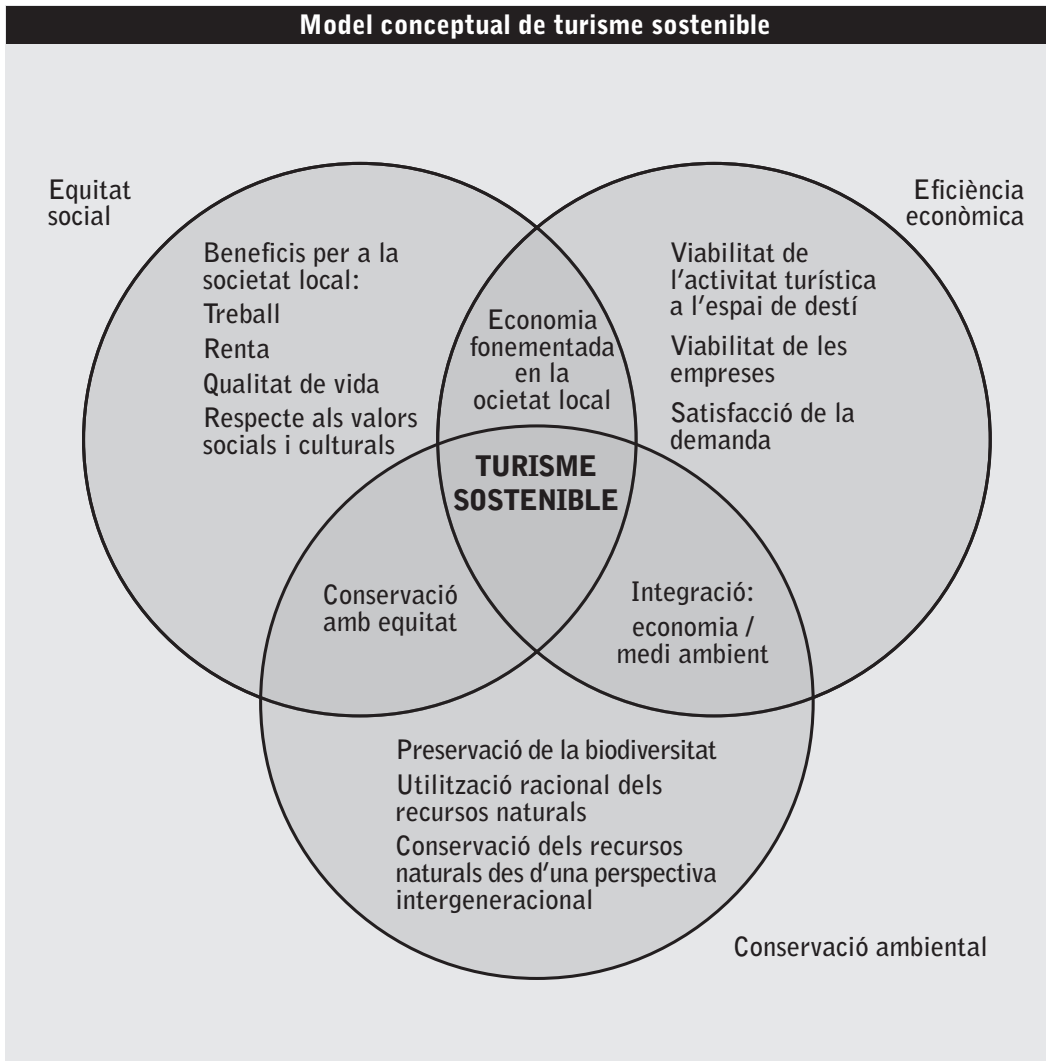 Model conceptual de turisme sostenible
Equitat
social
Eficiència
econòmica
Beneficis per a la
societat local:
Treball
Renta
Qualitat de vida
Respecte als valors
socials i culturals
Economia
fonementada
en la
ocietat local
Viabilitat de
l'activitat turística
a l'espai de destí
Viabilitat de les
empreses
Satisfacció de la
demanda
TURISME
SOSTENIBLE
Conservació
amb equitat
Integració:
economia /
medi ambient
Preservació de la biodiversitat
Utilització racional dels
recursos naturals
Conservació dels recursos
naturals des d'una perspectiva
intergeneracional
Conservació ambiental